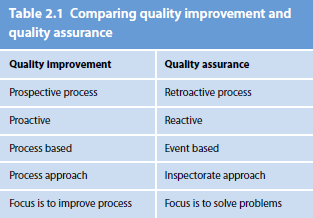 Table 2.1 Comparing quality improvement and
quality assurance
Quality improvement Quality assurance
Prospective process Retroactive process
Proactive Reactive
Process based Event based
Process approach Inspectorate approach
Focus is to improve process Focus is to solve problems